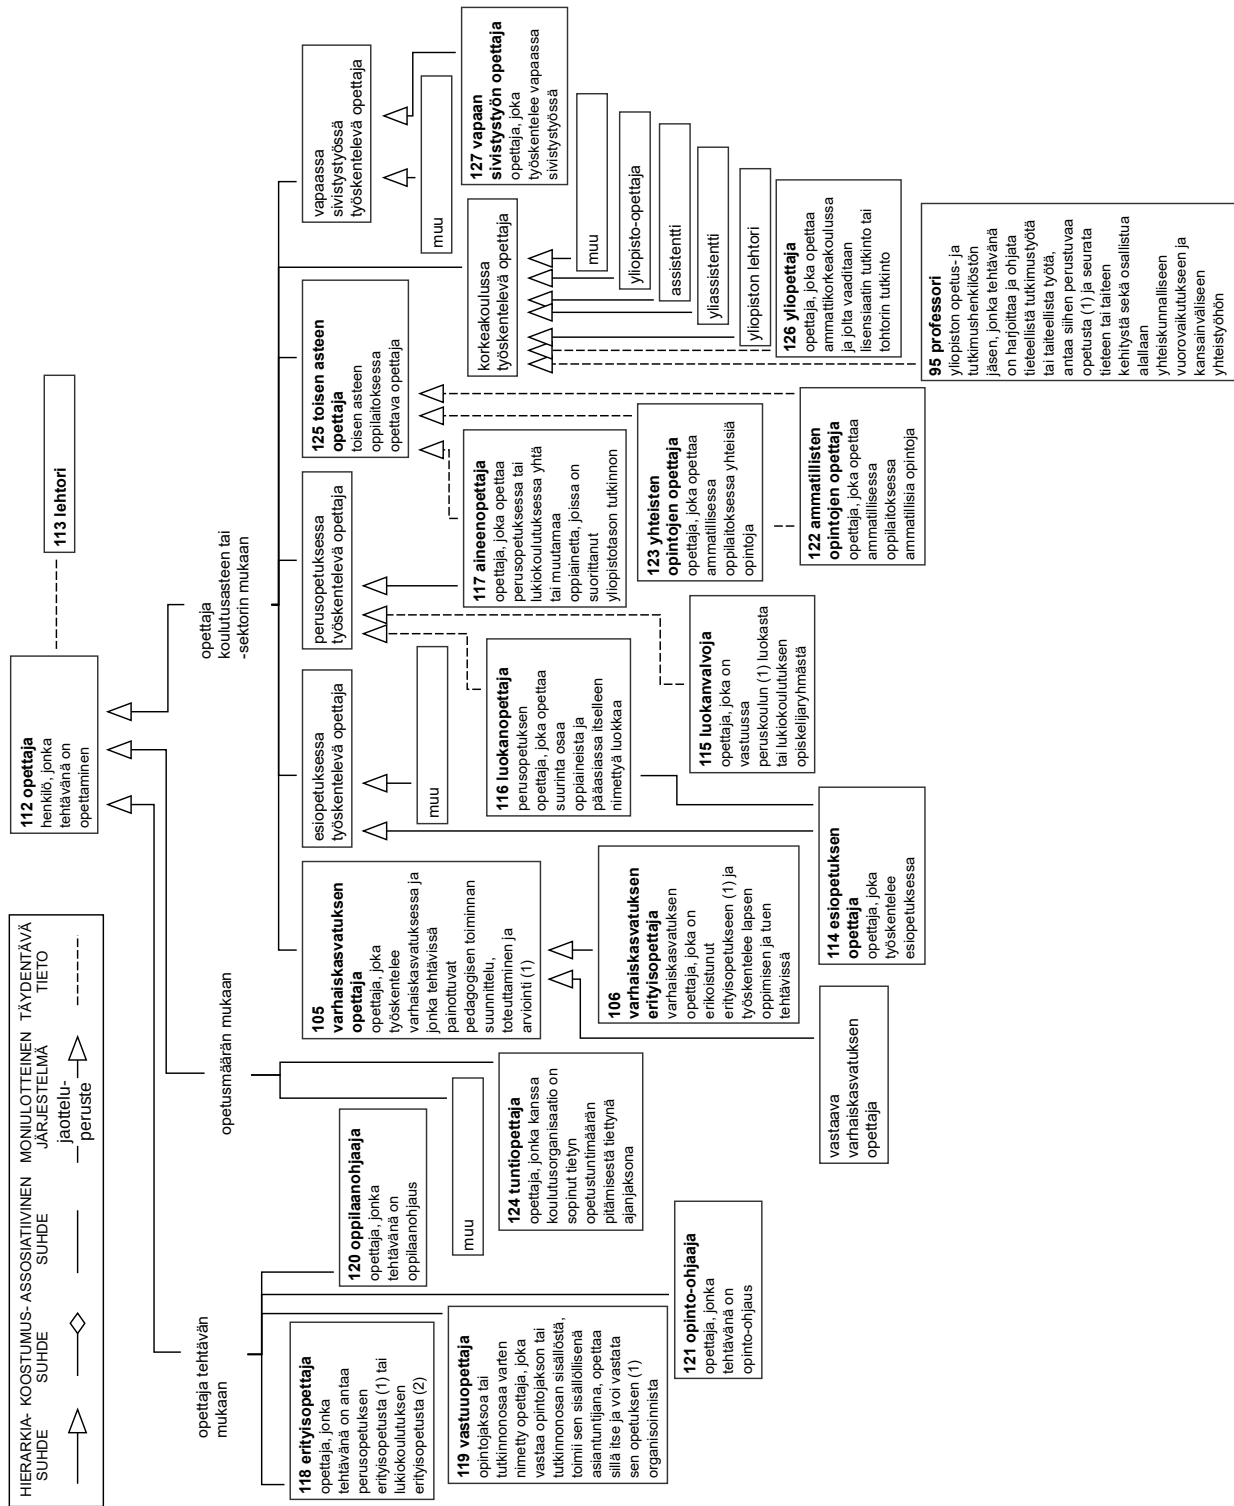 HIERARKIA-
SUHDE
KOOSTUMUS-
SUHDE
ASSOSIATIIVINEN
SUHDE
MONIULOTTEINEN
JÄRJESTELMÄ
jaottelu-
peruste
TÄYDENTÄVÄ
TIETO
112 opettaja
henkilö, jonka
tehtävänä on
opettaminen
113 lehtori
opettaja tehtävän
mukaan
opetusmäärän mukaan
opettaja
koulutusasteen tai
-sektorin mukaan
118 erityisopettaja
opettaja, jonka
tehtävänä on antaa
perusopetuksen
erityisopetusta (1) tai
lukiokoulutuksen
erityisopetusta (2)
120 oppilaanohjaaja
opettaja, jonka
tehtävänä on
oppilaanohjaus
119 vastuuopettaja
opintojaksoa tai
tutkinnonosaa varten
nimetty opettaja, joka
vastaa opintojakson tai
tutkinnonosan sisällöstä,
toimii sen sisällöllisenä
asiantuntijana, opettaa
sillä itse ja voi vastata
sen opetuksen (1)
organisoinnista
121 opinto-ohjaaja
opettaja, jonka
tehtävänä on
opinto-ohjaus
muu
124 tuntiopettaja
opettaja, jonka kanssa
koulutusorganisaatio on
sopinut tietyn
opetustuntimäärän
pitämisestä tiettynä
ajanjaksona
105
varhaiskasvatuksen
opettaja
opettaja, joka
työskentelee
varhaiskasvatuksessa ja
jonka tehtävissä
painottuvat
pedagogisen toiminnan
suunnittelu,
toteuttaminen ja
arviointi (1)
106
varhaiskasvatuksen
erityisopettaja
varhaiskasvatuksen
opettaja, joka on
erikoistunut
erityisopetukseen (1) ja
työskentelee lapsen
oppimisen ja tuen
tehtävissä
vastaava
varhaiskasvatuksen
opettaja
esiopetuksessa
työskentelevä opettaja
muu
114 esiopetuksen
opettaja
opettaja, joka
työskentelee
esiopetuksessa
perusopetuksessa
työskentelevä opettaja
116 luokanopettaja
perusopetuksen
opettaja, joka opettaa
suurinta osaa
oppiaineista ja
pääasiassa itselleen
nimettyä luokkaa
115 luokanvalvoja
opettaja, joka on
vastuussa
peruskoulun (1) luokasta
tai lukiokoulutuksen
opiskelijaryhmästä
117 aineenopettaja
opettaja, joka opettaa
perusopetuksessa tai
lukiokoulutuksessa yhtä
tai muutamaa
oppiainetta, joissa on
suorittanut
yliopistotason tutkinnon
125 toisen asteen
opettaja
toisen asteen
oppilaitoksessa
opettava opettaja
123 yhteisten
opintojen opettaja
opettaja, joka opettaa
ammatillisessa
oppilaitoksessa yhteisiä
opintoja
122 ammatillisten
opintojen opettaja
opettaja, joka opettaa
ammatillisessa
oppilaitoksessa
ammatillisia opintoja
korkeakoulussa
työskentelevä opettaja
muu
yliopisto-opettaja
assistentti
yliassistentti
yliopiston lehtori
126 yliopettaja
opettaja, joka opettaa
ammattikorkeakoulussa
ja jolta vaaditaan
lisensiaatin tutkinto tai
tohtorin tutkinto
95 professori
yliopiston opetus- ja
tutkimushenkilöstön
jäsen, jonka tehtävänä
on harjoittaa ja ohjata
tieteellistä tutkimustyötä
tai taiteellista työtä,
antaa siihen perustuvaa
opetusta (1) ja seurata
tieteen tai taiteen
kehitystä sekä osallistua
alallaan
yhteiskunnalliseen
vuorovaikutukseen ja
kansainväliseen
yhteistyöhön
vapaassa
sivistystyössä
työskentelevä opettaja
muu
127 vapaan
sivistystyön opettaja
opettaja, joka
työskentelee vapaassa
sivistystyössä